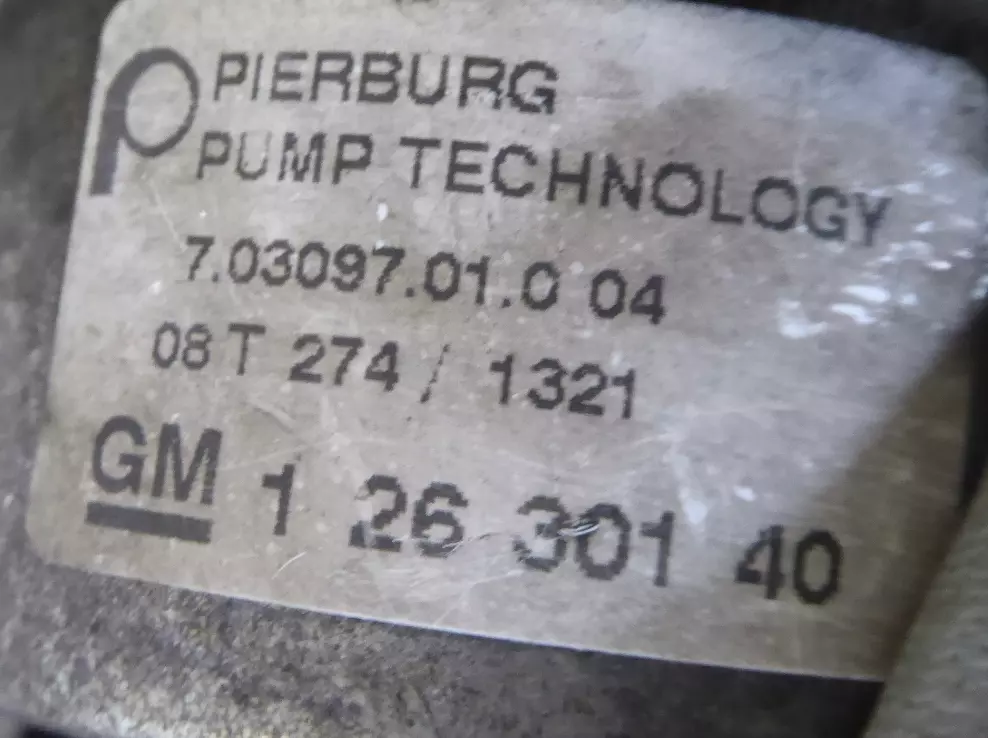 PIERBURG
PUMP TECHNOLOGY
7.03097.01.0 04
08 T 274 / 1321
GM 1 26 301 40